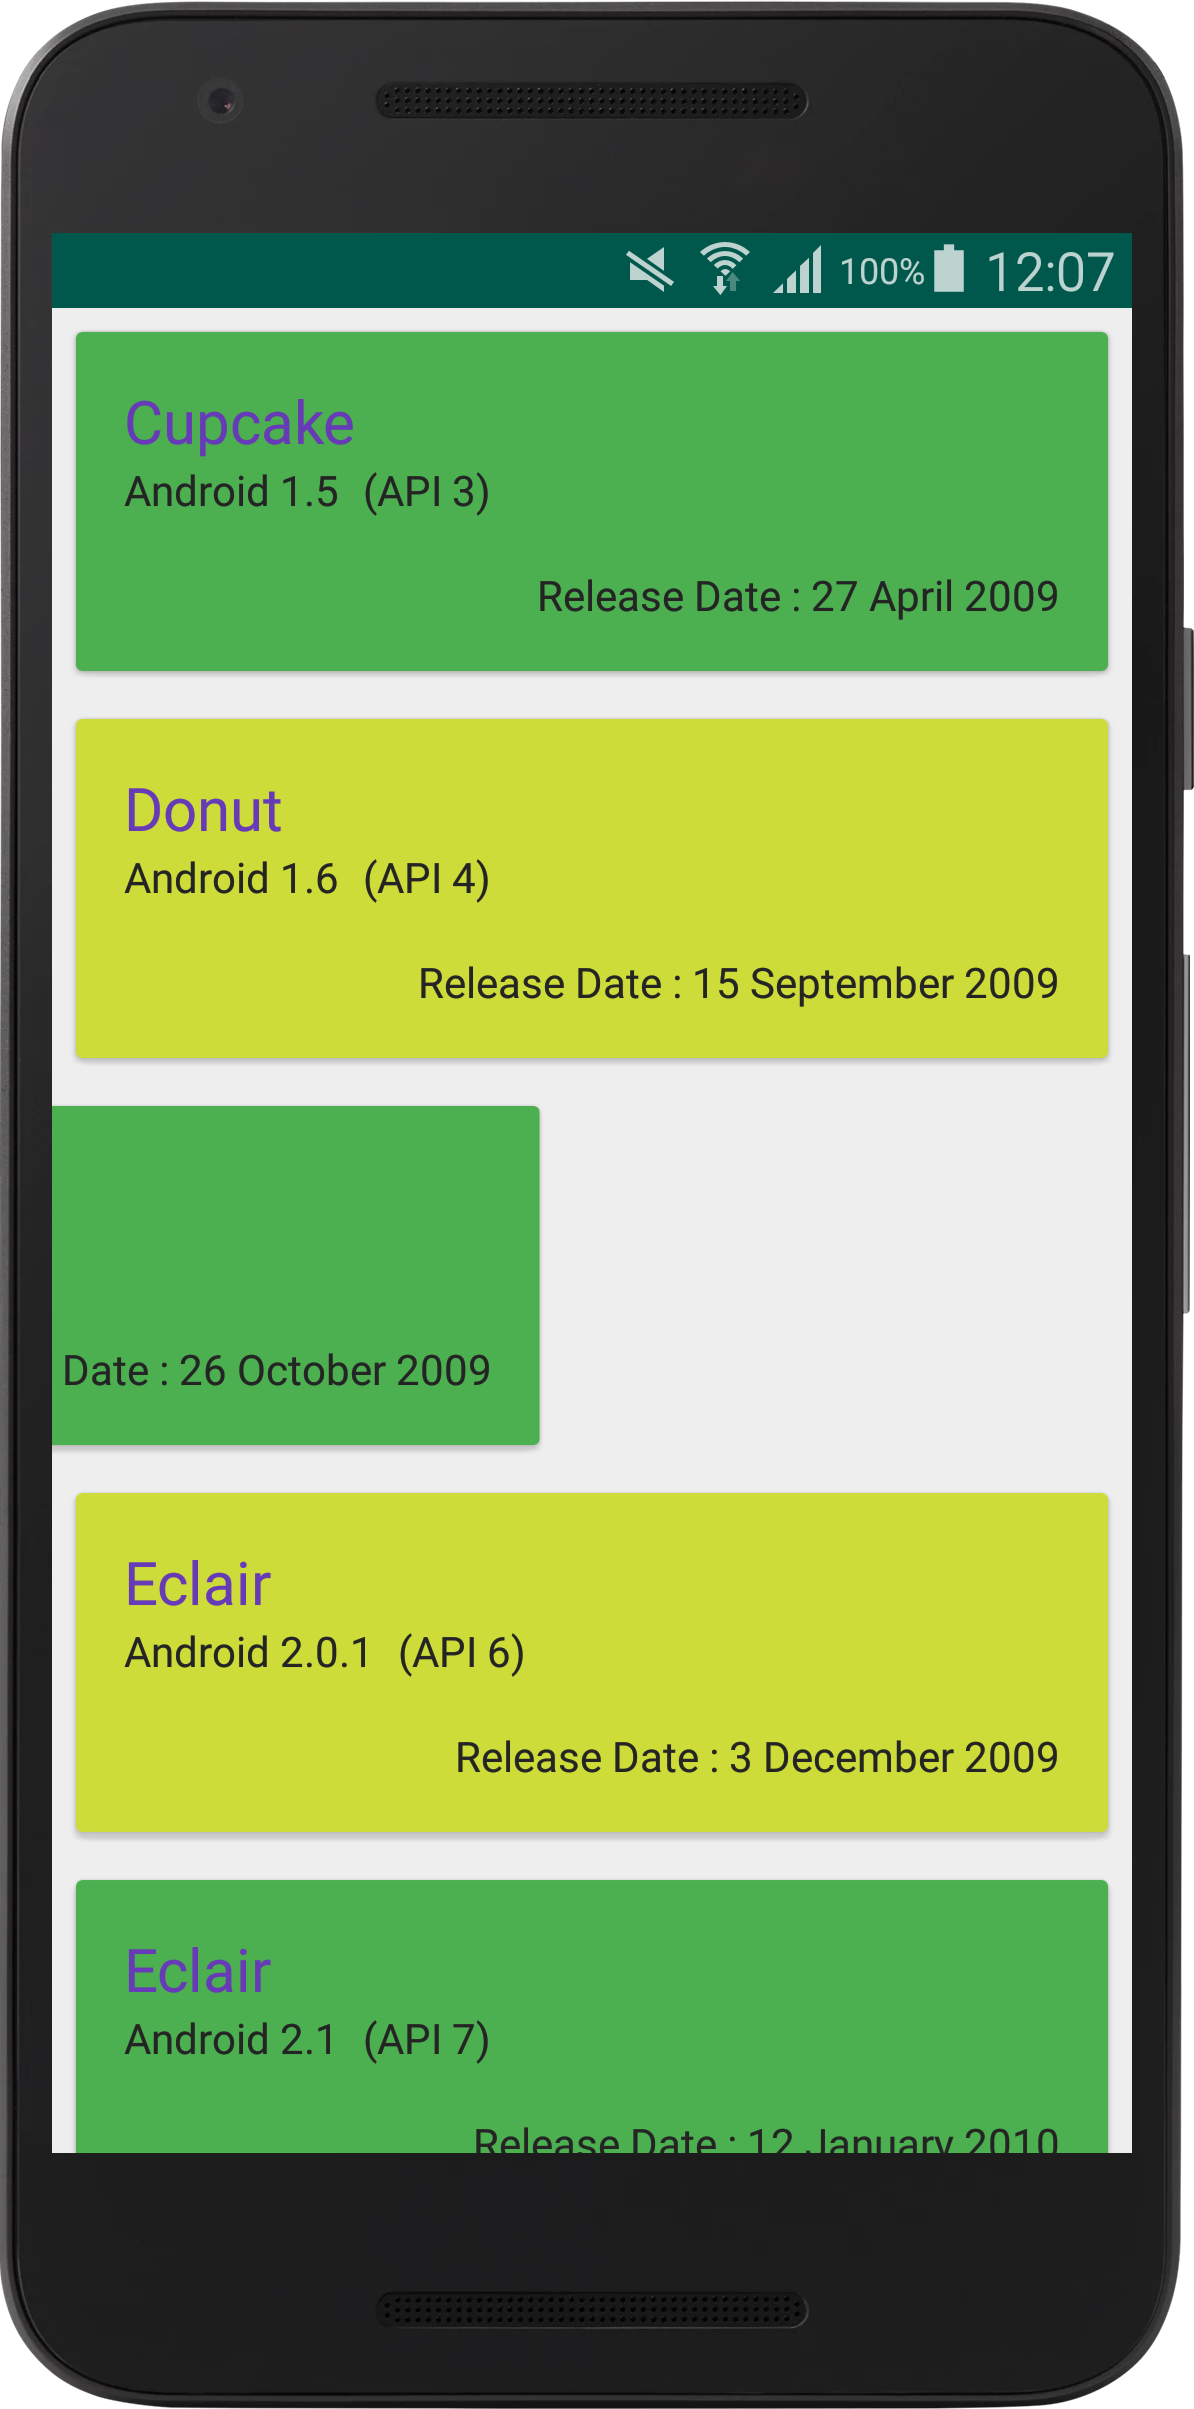 100% 12:07
Cupcake
Android 1.5 (API 3)
Release Date : 27 April 2009
Donut
Android 1.6 (API 4)
Release Date : 15 September 2009
Date : 26 October 2009
Eclair
Android 2.0.1 (API 6)
Release Date : 3 December 2009
Eclair
Android 2.1 (API 7)
Release Date : 12 January 2010